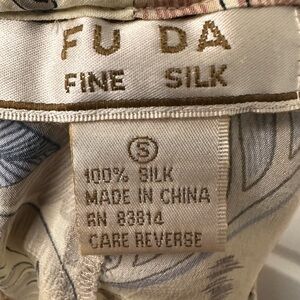 FU DA
FINE SILK
S
100% SILK
MADE IN CHINA
RN 83814
CARE REVERSE